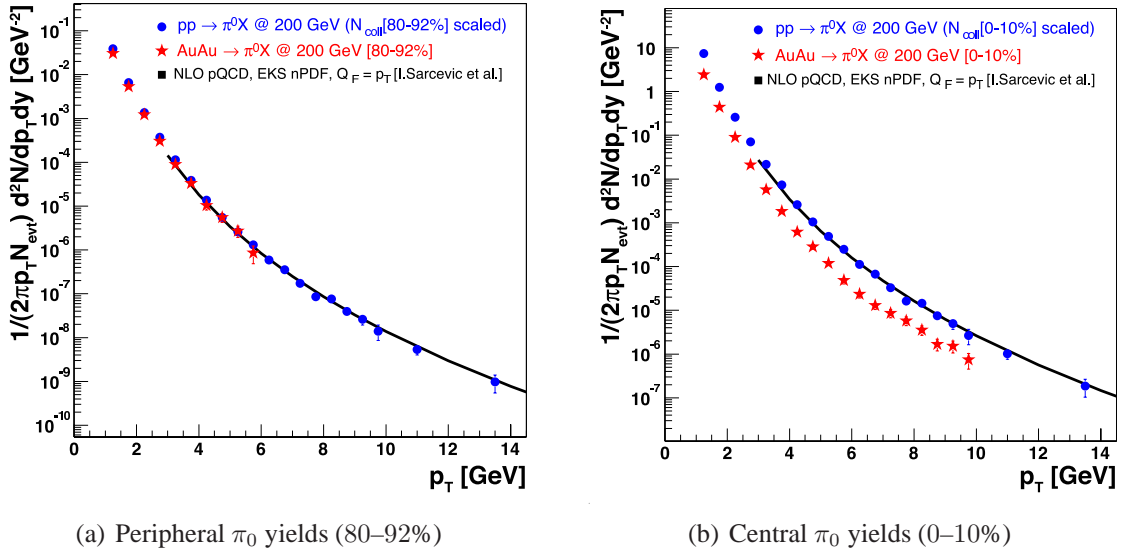 pp → π⁰X @ 200 GeV (N coll[80-92%] scaled)
AuAu → π⁰X @ 200 GeV [80-92%]
NLO pQCD, EKS nPDF, Q_F = p_T [I.Sarcevic et al.]
1/(2πp_T N_evt) d²N/dp_T dy [GeV⁻²]
10⁻¹
10⁻²
10⁻³
10⁻⁴
10⁻⁵
10⁻⁶
10⁻⁷
10⁻⁸
10⁻⁹
10⁻¹⁰
0 2 4 6 8 10 12 14
p_T [GeV]
(a) Peripheral π₀ yields (80–92%)
pp → π⁰X @ 200 GeV (N coll[0-10%] scaled)
AuAu → π⁰X @ 200 GeV [0-10%]
NLO pQCD, EKS nPDF, Q_F = p_T [I.Sarcevic et al.]
1/(2πp_T N_evt) d²N/dp_T dy [GeV⁻²]
10
1
10⁻¹
10⁻²
10⁻³
10⁻⁴
10⁻⁵
10⁻⁶
10⁻⁷
0 2 4 6 8 10 12 14
p_T [GeV]
(b) Central π₀ yields (0–10%)